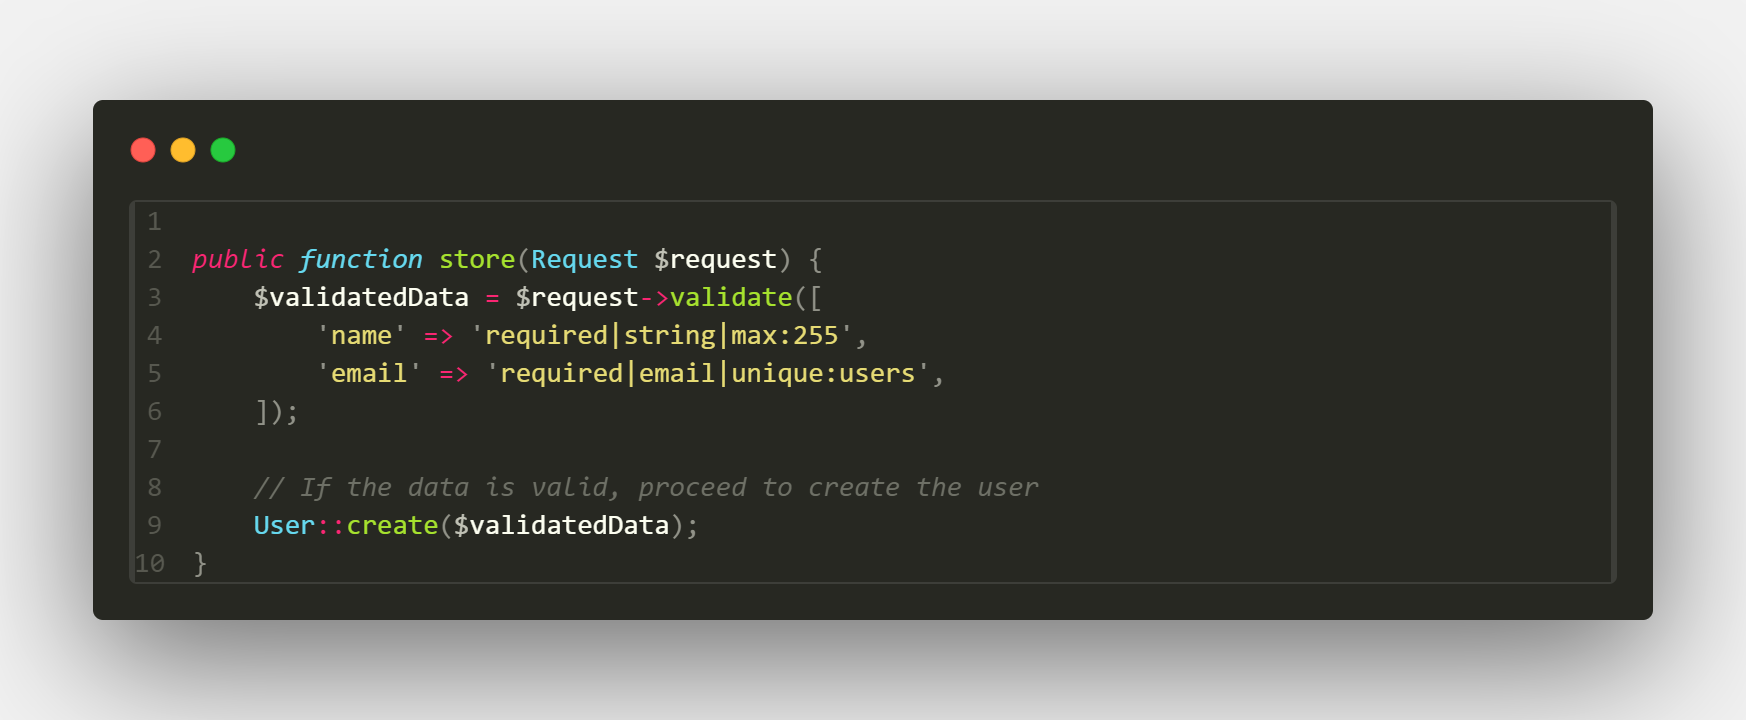 1
2 public function store(Request $request) {
3     $validatedData = $request->validate([
4         'name' => 'required|string|max:255',
5         'email' => 'required|email|unique:users',
6     ]);
7
8     // If the data is valid, proceed to create the user
9     User::create($validatedData);
10 }